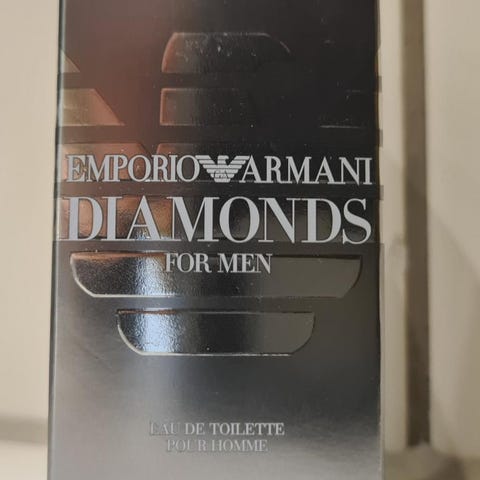 EMPORIO ARMANI
DIAMONDS
FOR MEN
EAU DE TOILETTE
POUR HOMME